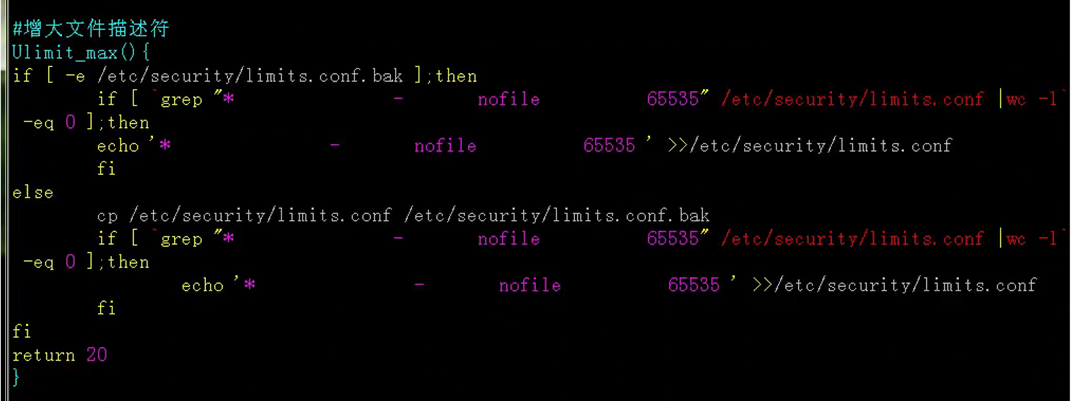 #增大文件描述符
Ulimit_max(){
if [ -e /etc/security/limits.conf.bak ];then
        if [ `grep "*               -       nofile          65535" /etc/security/limits.conf |wc -l`
 -eq 0 ];then
        echo '*               -       nofile          65535 ' >>/etc/security/limits.conf
        fi
else
        cp /etc/security/limits.conf /etc/security/limits.conf.bak
        if [ `grep "*               -       nofile          65535" /etc/security/limits.conf |wc -l`
 -eq 0 ];then
                echo '*               -       nofile          65535 ' >>/etc/security/limits.conf
        fi
fi
return 20
}